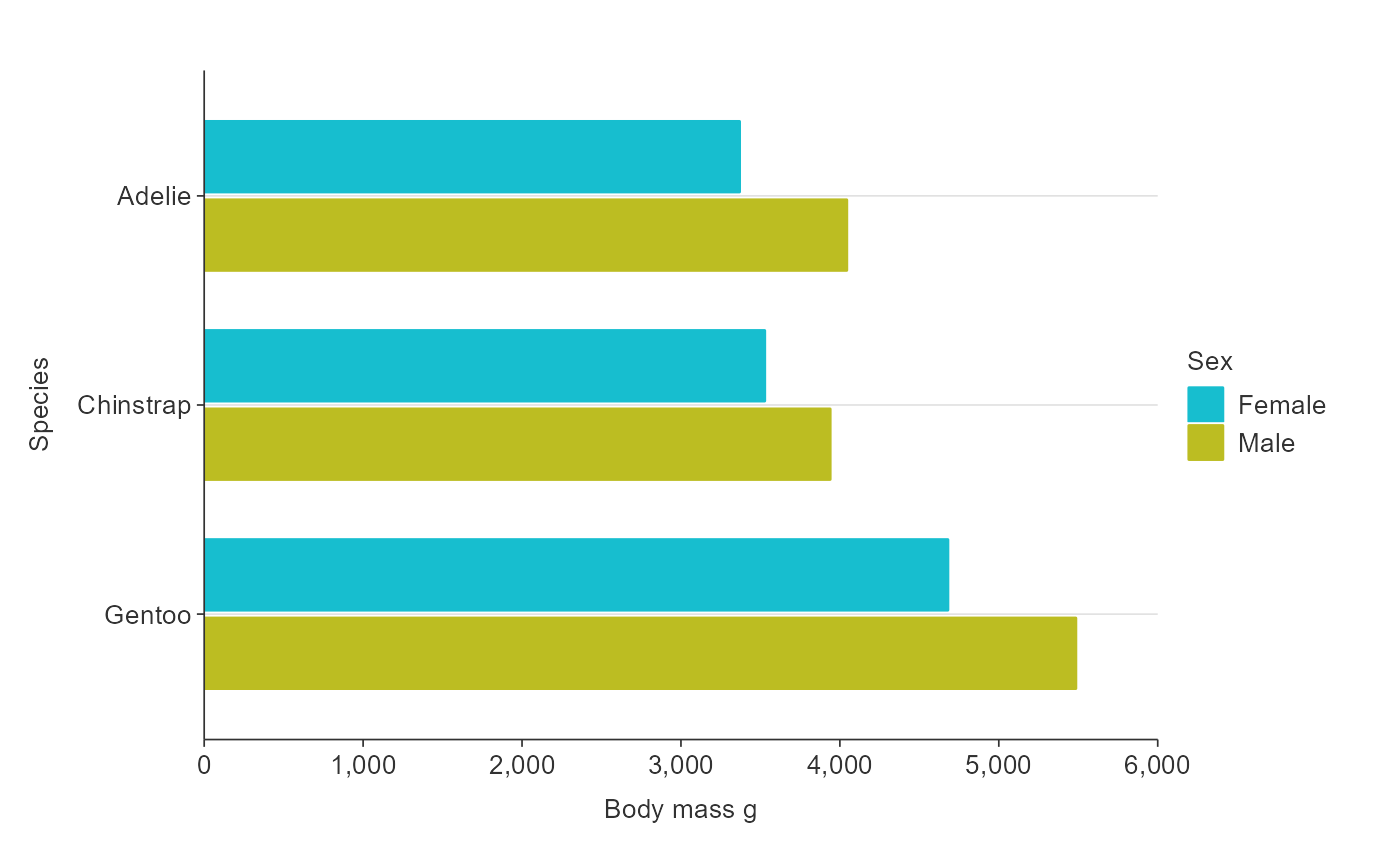 Species
Adelie
Chinstrap
Gentoo
0 1,000 2,000 3,000 4,000 5,000 6,000
Body mass g
Sex
Female
Male